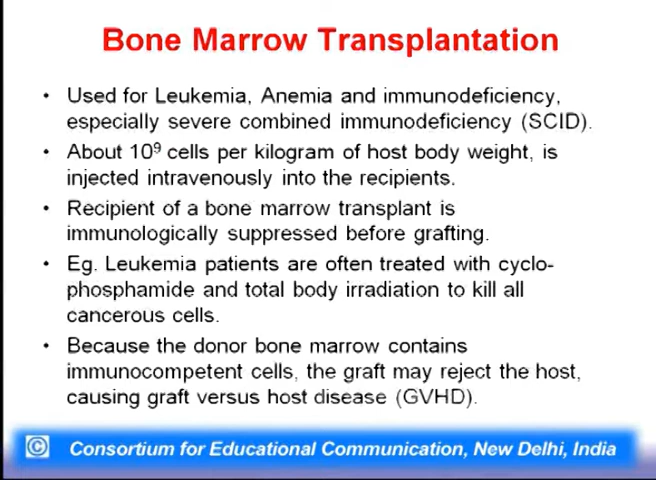 Bone Marrow Transplantation
• Used for Leukemia, Anemia and immunodeficiency,
especially severe combined immunodeficiency (SCID).
• About 10⁹ cells per kilogram of host body weight, is
injected intravenously into the recipients.
• Recipient of a bone marrow transplant is
immunologically suppressed before grafting.
• Eg. Leukemia patients are often treated with cyclo-
phosphamide and total body irradiation to kill all
cancerous cells.
• Because the donor bone marrow contains
immunocompetent cells, the graft may reject the host,
causing graft versus host disease (GVHD).
© Consortium for Educational Communication, New Delhi, India